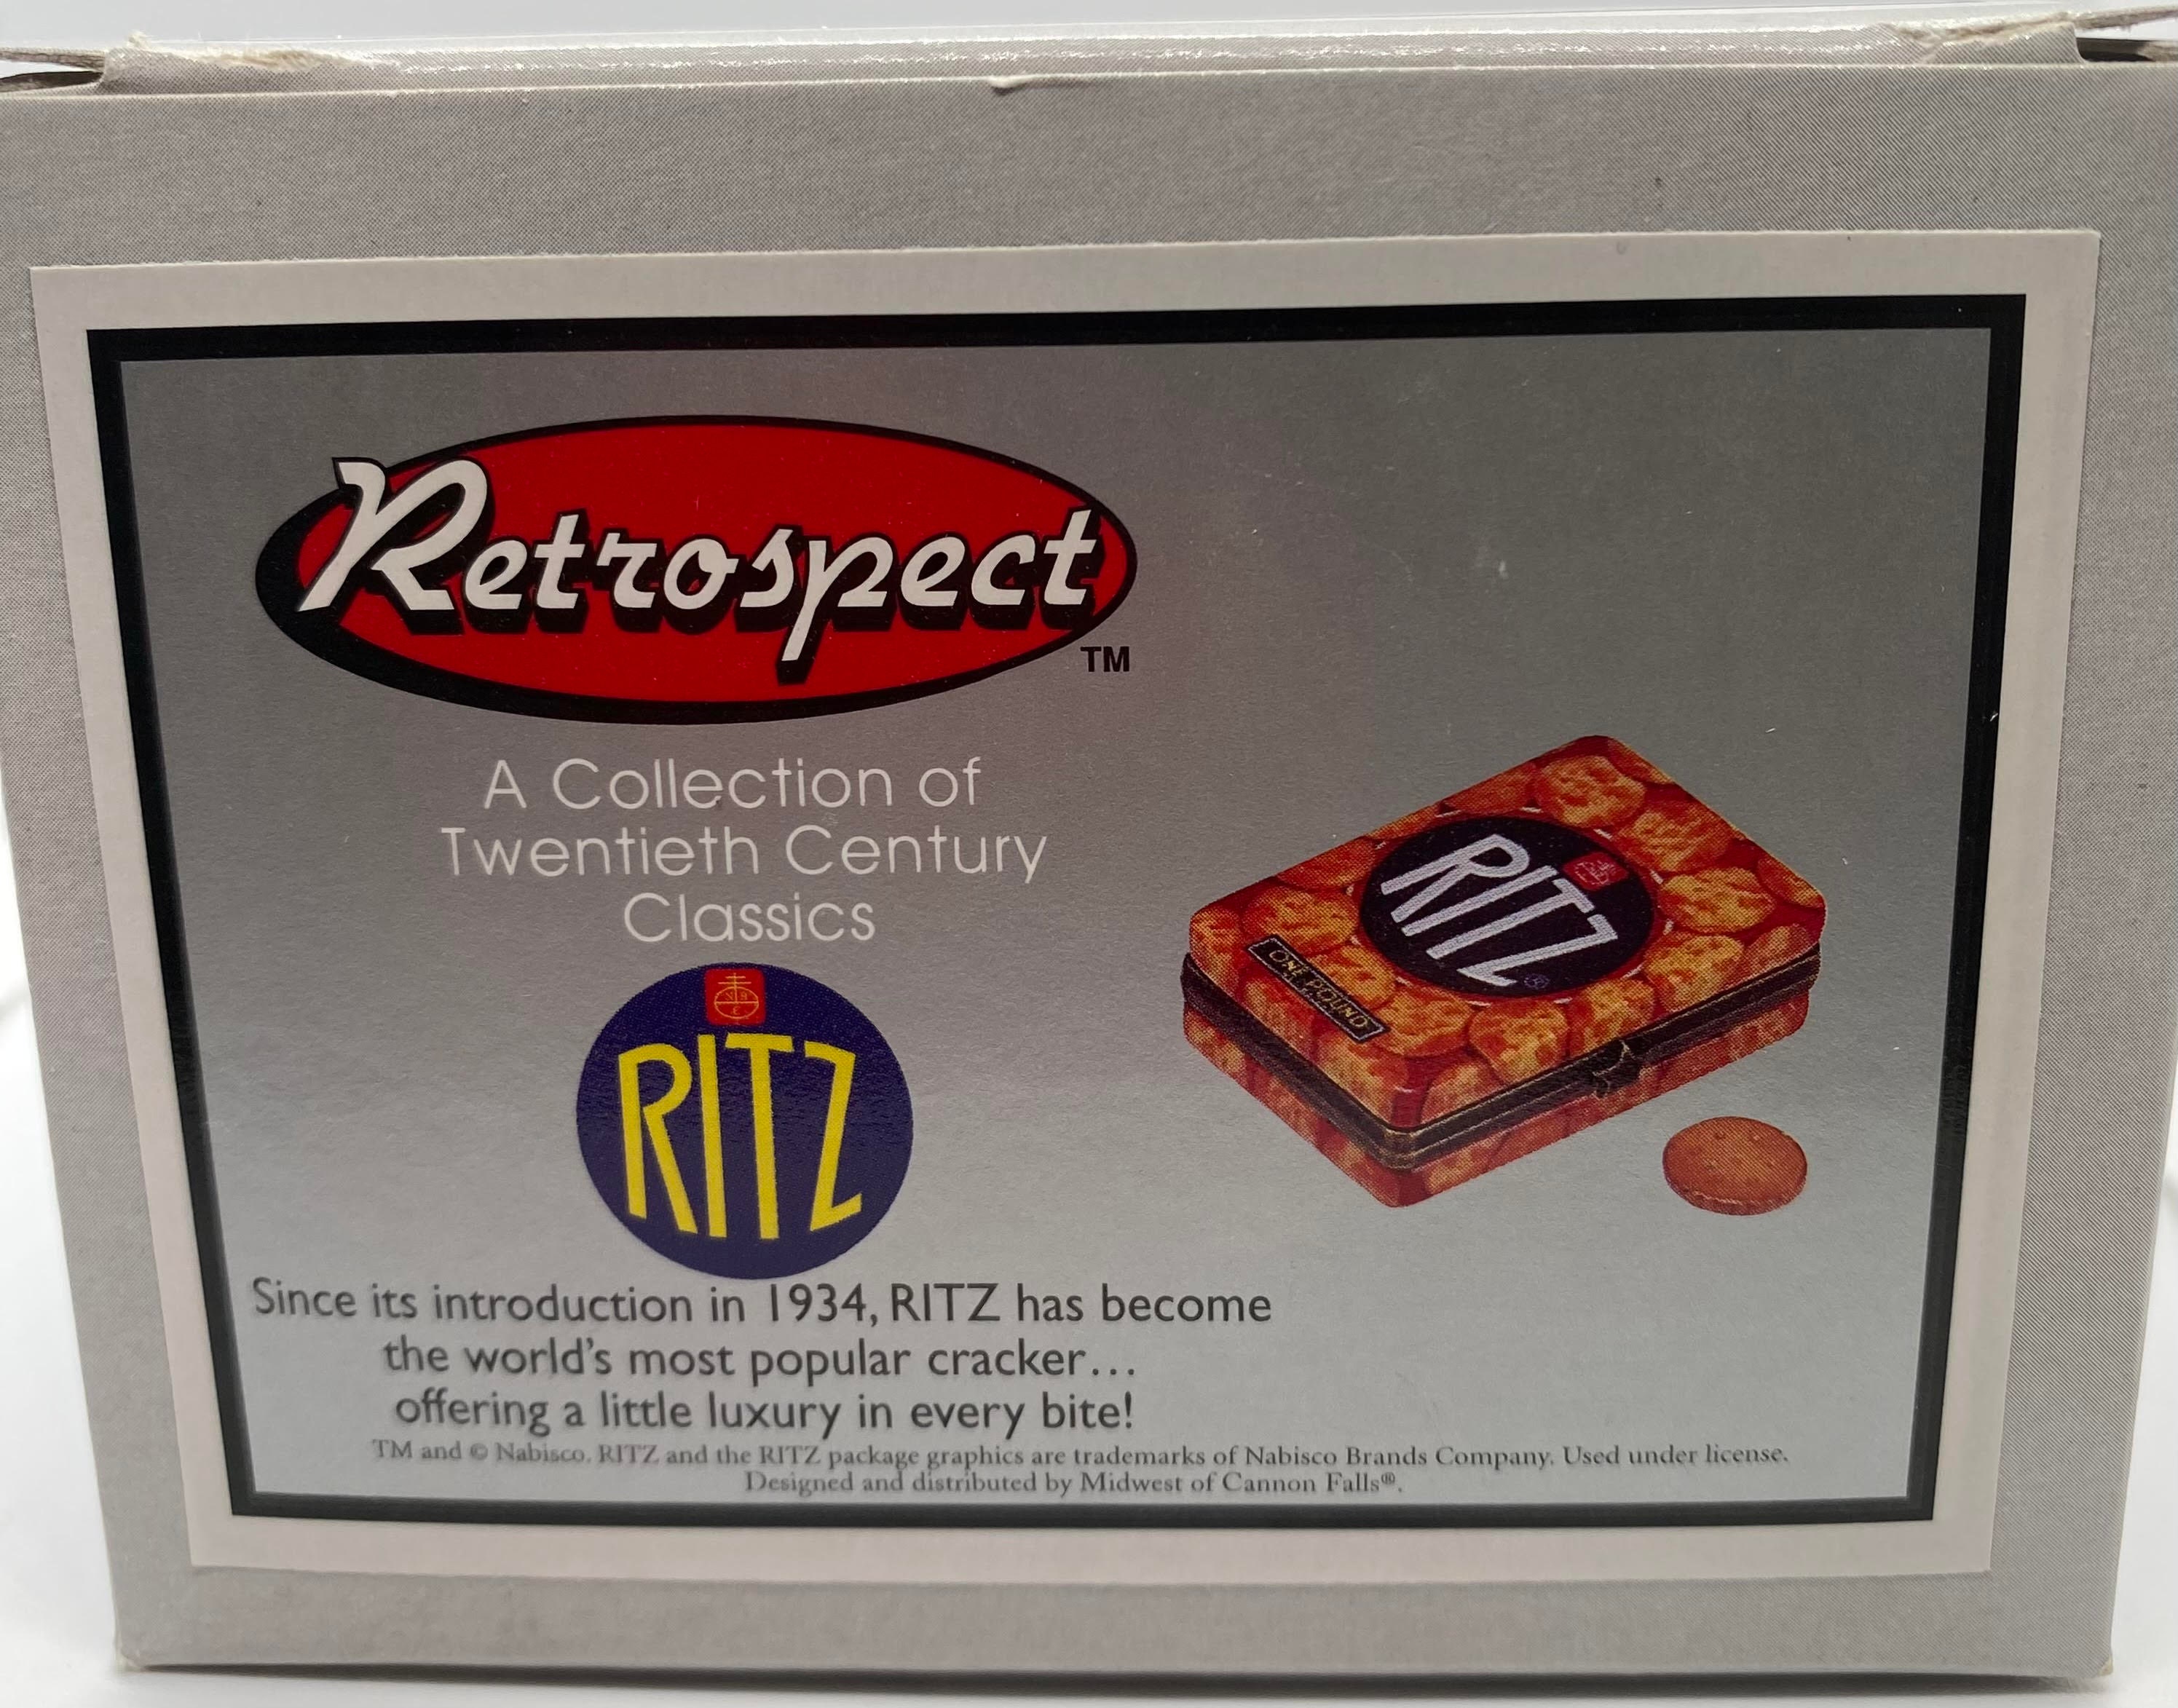 Retrospect
TM
A Collection of
Twentieth Century
Classics
RITZ
ONE POUND
RITZ®
Since its introduction in 1934, RITZ has become
the world's most popular cracker...
offering a little luxury in every bite!
TM and © Nabisco. RITZ and the RITZ package graphics are trademarks of Nabisco Brands Company. Used under license.
Designed and distributed by Midwest of Cannon Falls®.